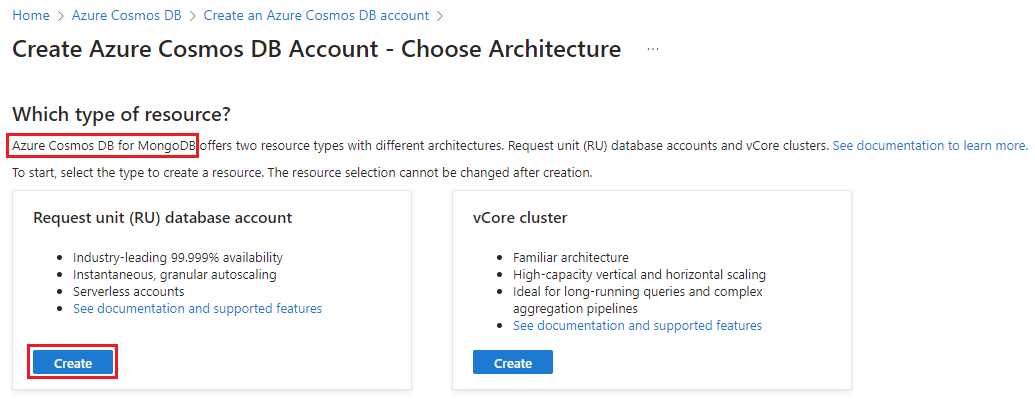 Home > Azure Cosmos DB > Create an Azure Cosmos DB account >
Create Azure Cosmos DB Account - Choose Architecture ...
Which type of resource?
Azure Cosmos DB for MongoDB offers two resource types with different architectures. Request unit (RU) database accounts and vCore clusters. See documentation to learn more.
To start, select the type to create a resource. The resource selection cannot be changed after creation.
Request unit (RU) database account
• Industry-leading 99.999% availability
• Instantaneous, granular autoscaling
• Serverless accounts
• See documentation and supported features
Create
vCore cluster
• Familiar architecture
• High-capacity vertical and horizontal scaling
• Ideal for long-running queries and complex
aggregation pipelines
• See documentation and supported features
Create